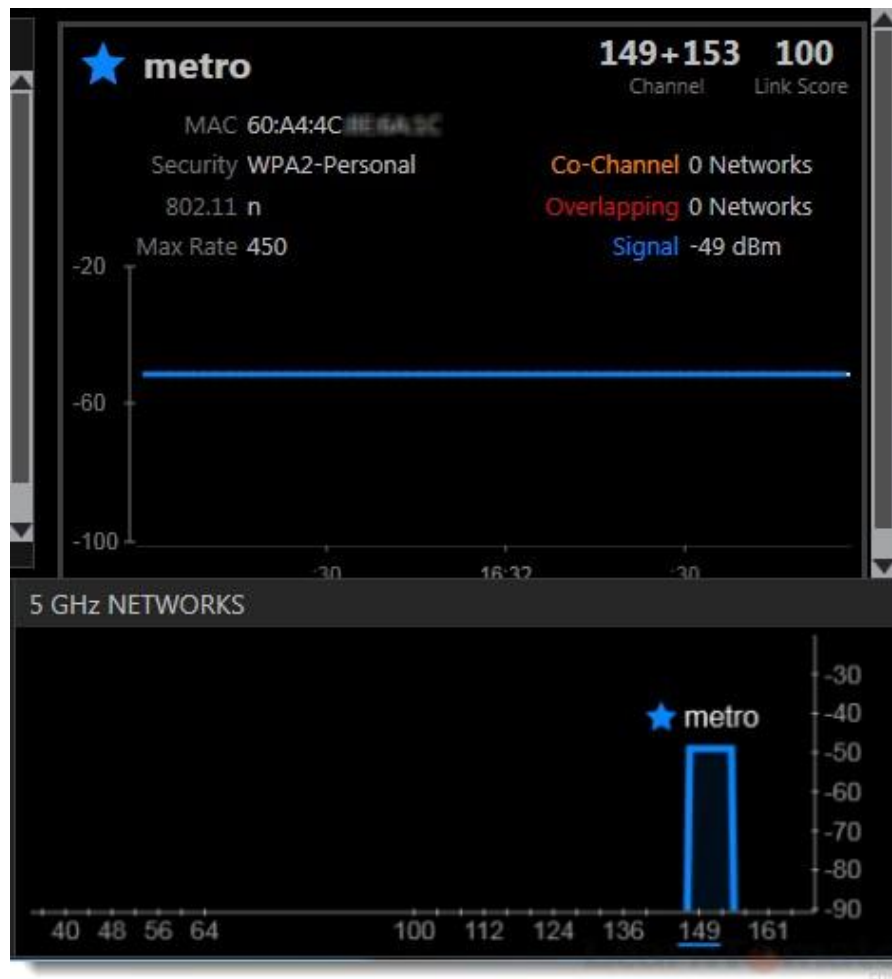 metro 149+153 100
Channel Link Score
MAC 60:A4:4C
Security WPA2-Personal Co-Channel 0 Networks
802.11 n Overlapping 0 Networks
Max Rate 450 Signal -49 dBm
-20
-60
-100
:30 16:32 :30
5 GHz NETWORKS
-30
metro -40
-50
-60
-70
-80
-90
40 48 56 64 100 112 124 136 149 161